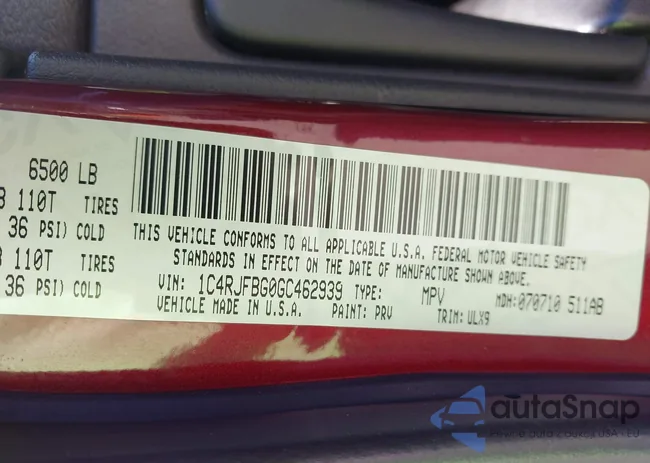 6500 LB
110T TIRES
36 PSI) COLD
110T TIRES
36 PSI) COLD
THIS VEHICLE CONFORMS TO ALL APPLICABLE U.S.A. FEDERAL MOTOR VEHICLE SAFETY
STANDARDS IN EFFECT ON THE DATE OF MANUFACTURE SHOWN ABOVE.
VIN: 1C4RJFBG0GC462939 TYPE: MPV MDH: 070710 511AB
VEHICLE MADE IN U.S.A. PAINT: PRV TRIM: ULX9
autoSnap